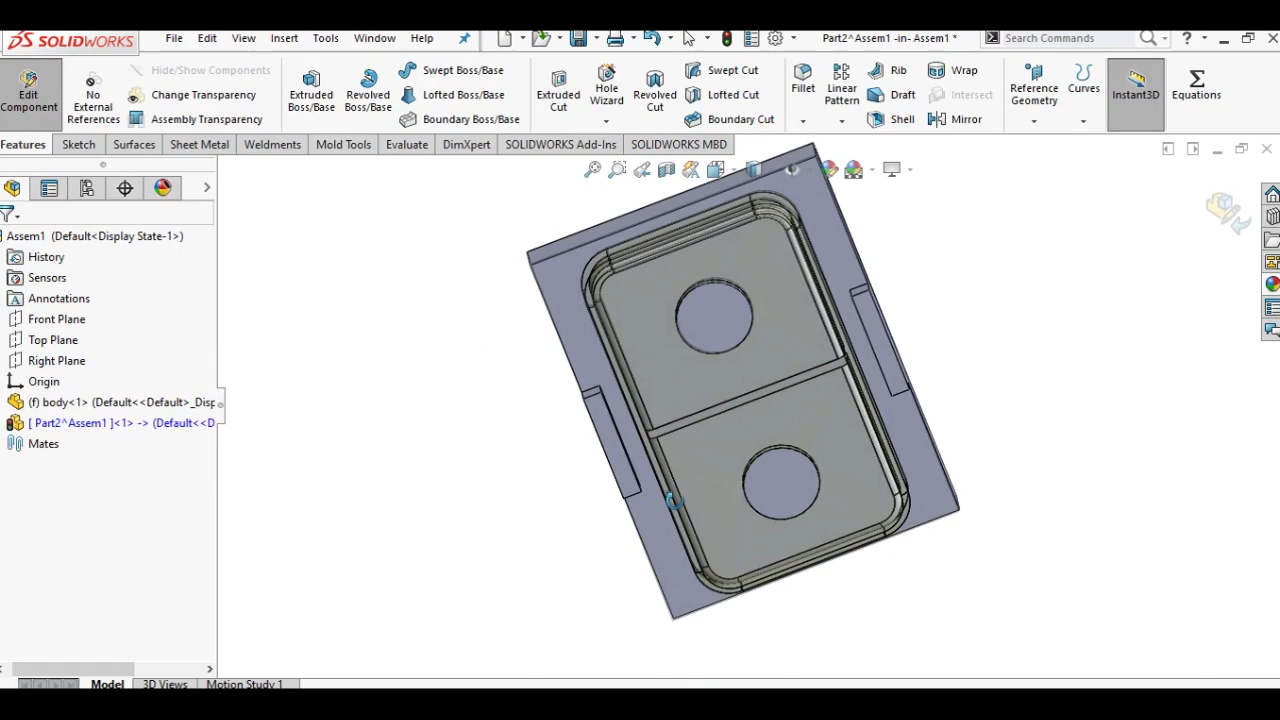 SOLIDWORKS File Edit View Insert Tools Window Help Part2^Assem1 -in- Assem1 * Search Commands ?
Edit Component
No External References
Hide/Show Components
Change Transparency
Assembly Transparency
Extruded Boss/Base
Revolved Boss/Base
Swept Boss/Base
Lofted Boss/Base
Boundary Boss/Base
Extruded Cut
Hole Wizard
Revolved Cut
Swept Cut
Lofted Cut
Boundary Cut
Fillet
Linear Pattern
Rib
Draft
Shell
Wrap
Intersect
Mirror
Reference Geometry
Curves
Instant3D
Equations
Features Sketch Surfaces Sheet Metal Weldments Mold Tools Evaluate DimXpert SOLIDWORKS Add-Ins SOLIDWORKS MBD
Assem1 (Default<Display State-1>)
History
Sensors
Annotations
Front Plane
Top Plane
Right Plane
Origin
(f) body<1> (Default<<Default>_Disp
[ Part2^Assem1 ]<1> -> (Default<<D
Mates
Model 3D Views Motion Study 1